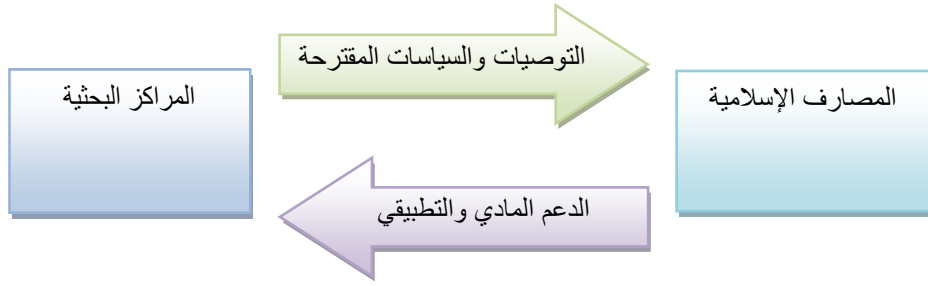 التوصيات والسياسات المقترحة
المصارف الإسلامية
المراكز البحثية
الدعم المادي والتطبيقي